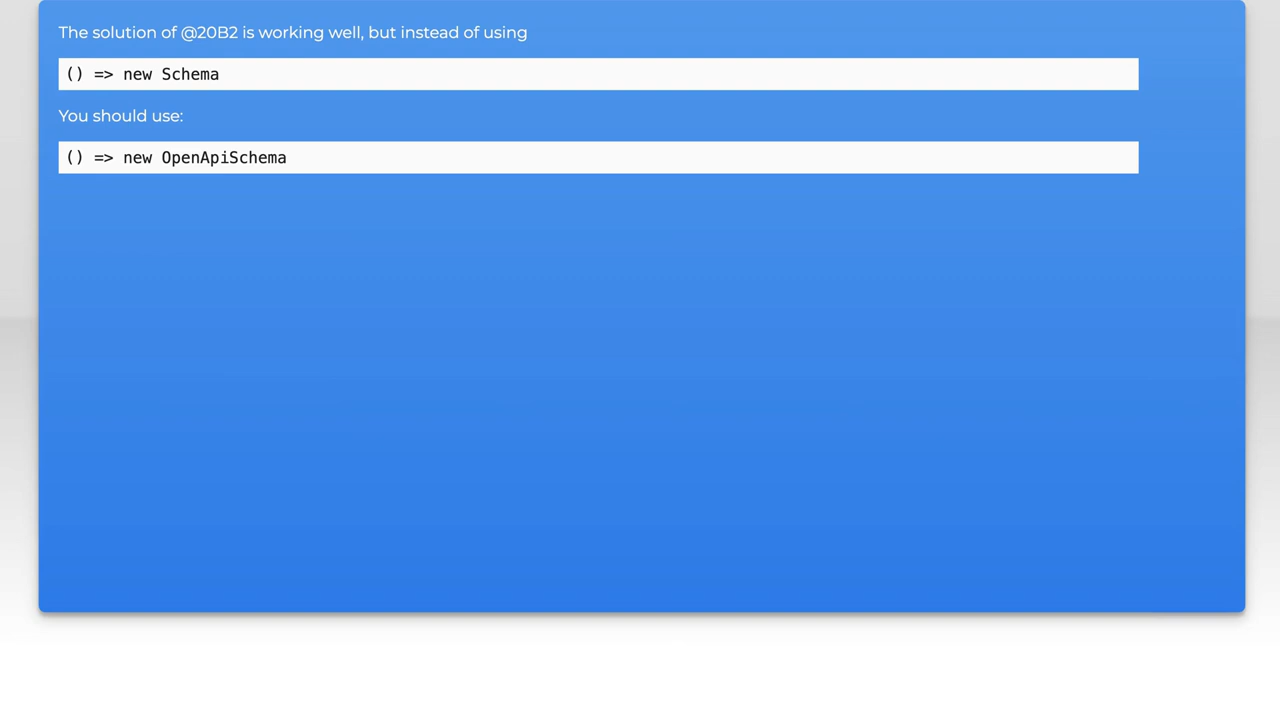 The solution of @20B2 is working well, but instead of using
() => new Schema
You should use:
() => new OpenApiSchema